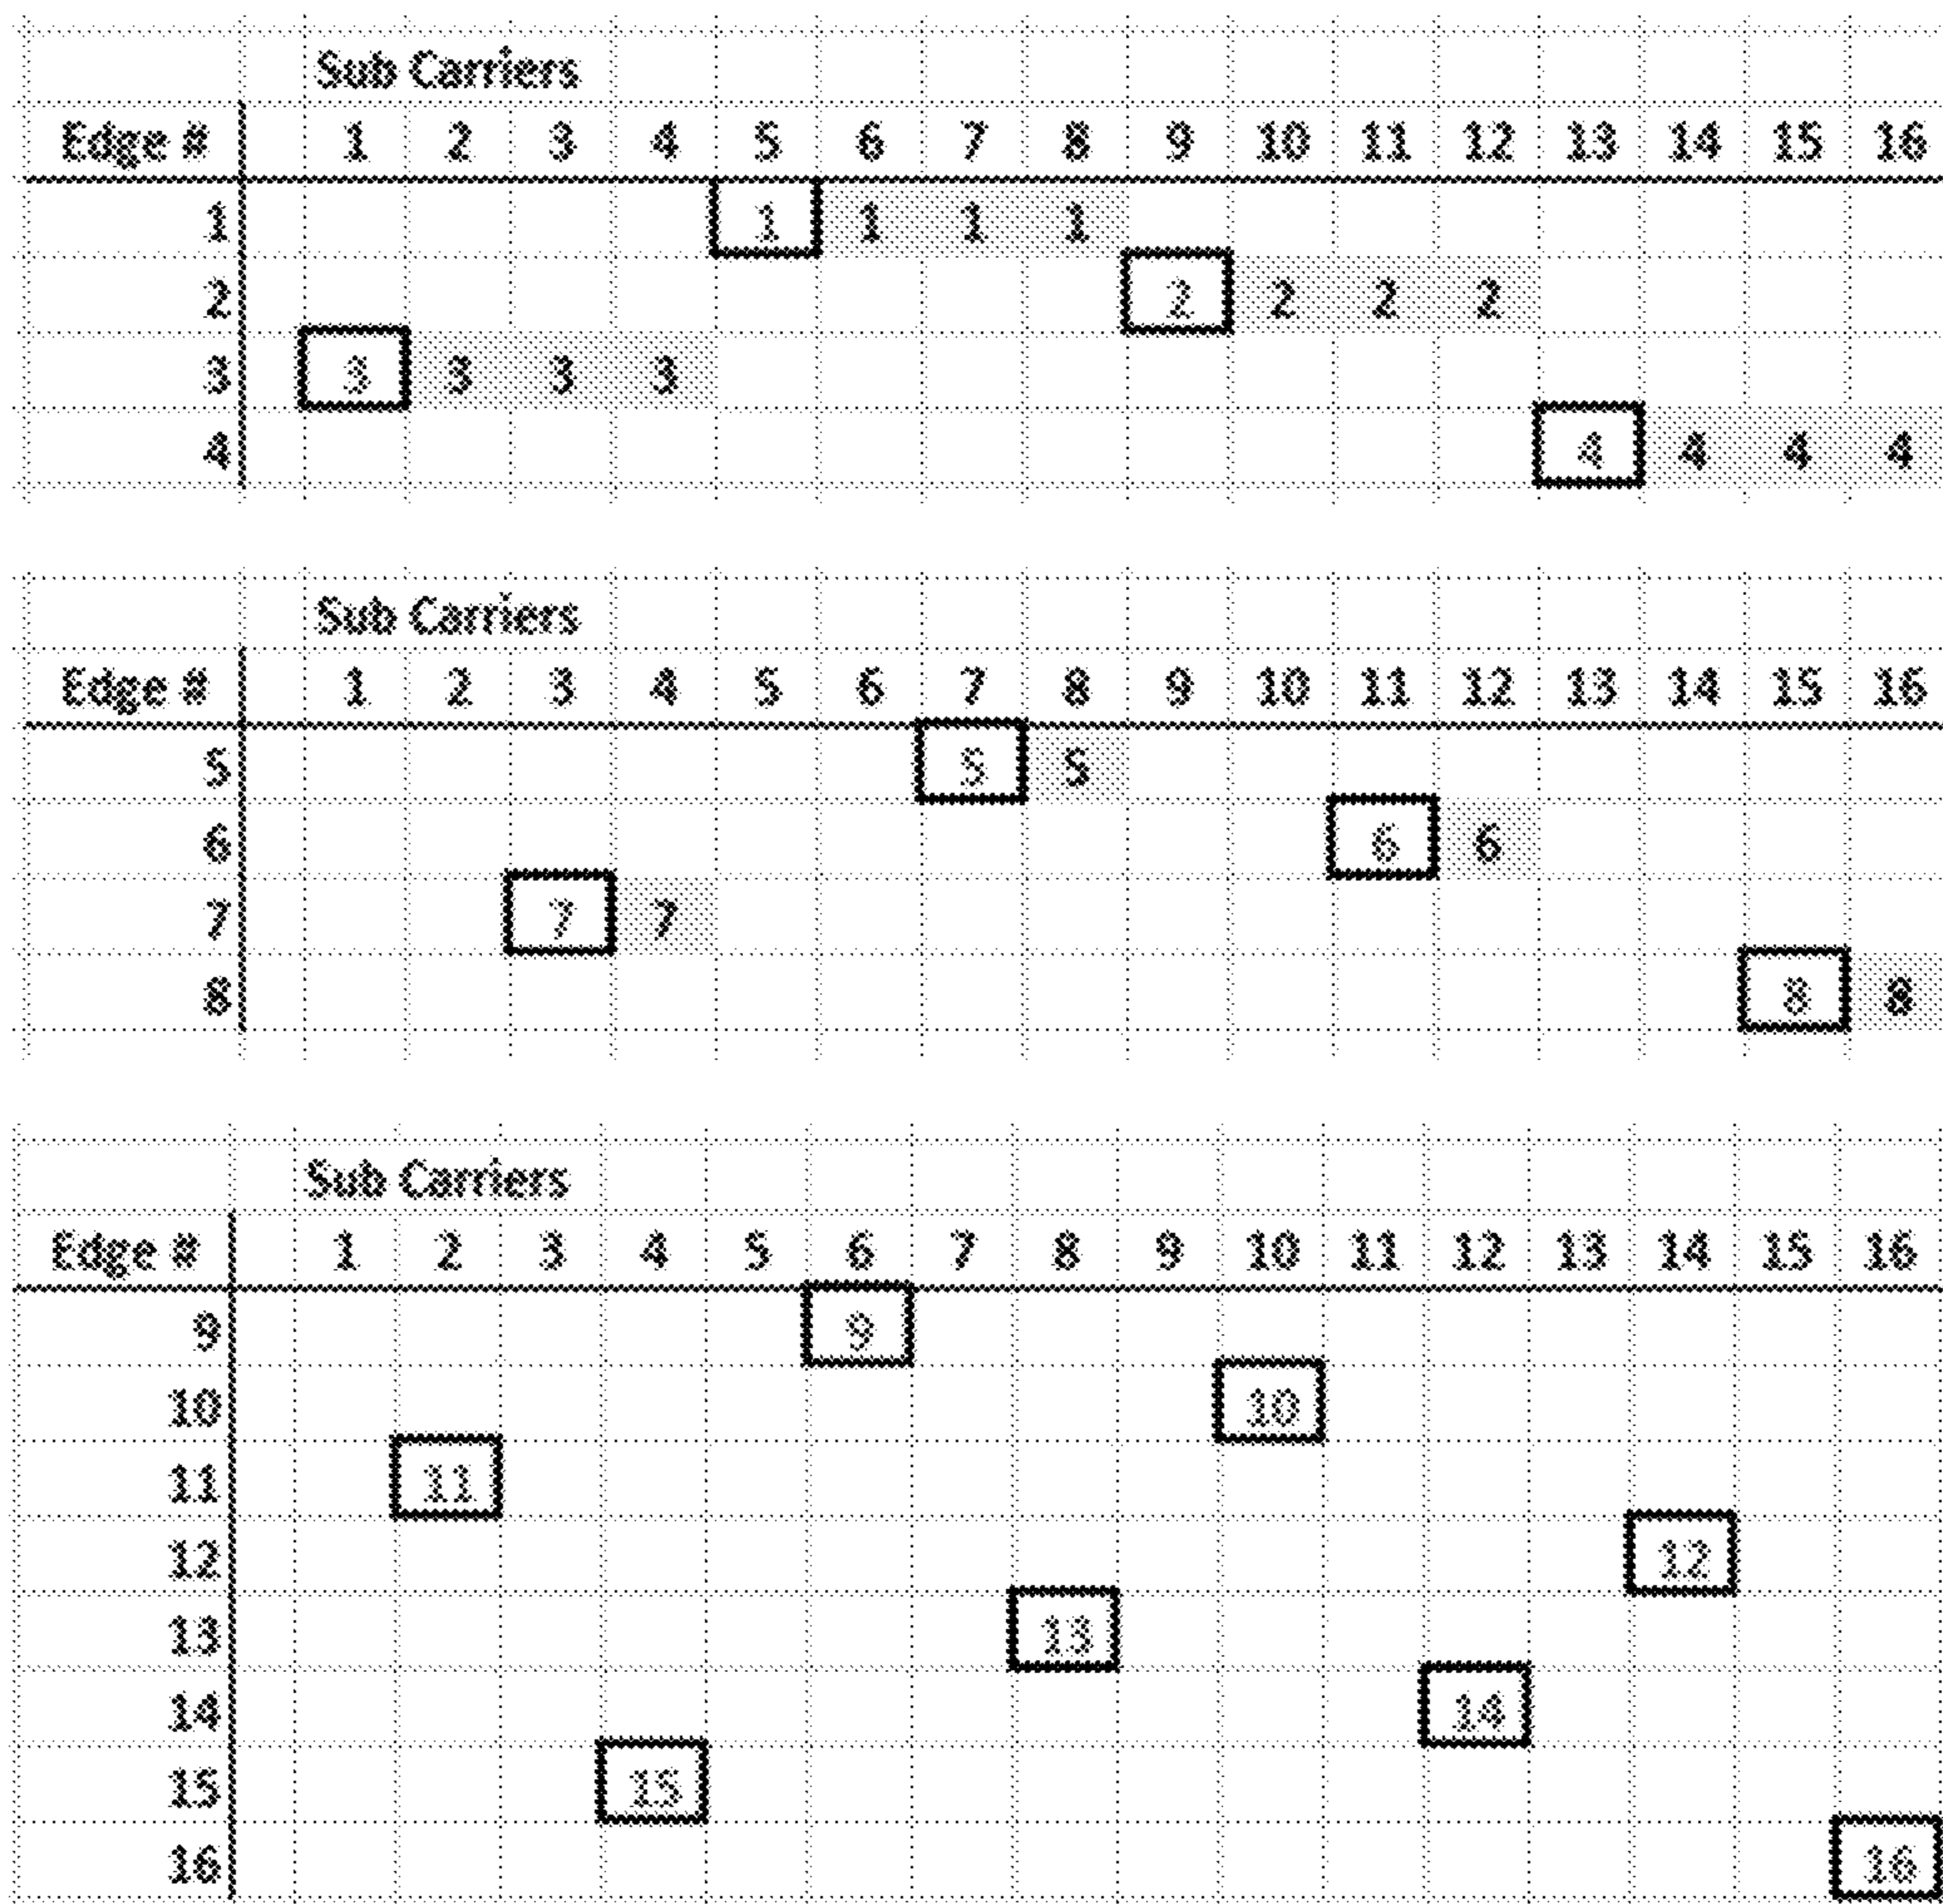 Sub Carriers
Edge # 1 2 3 4 5 6 7 8 9 10 11 12 13 14 15 16
1 1 1 1 1
2 2 2 2 2
3 3 3 3 3
4 4 4 4 4
Sub Carriers
Edge # 1 2 3 4 5 6 7 8 9 10 11 12 13 14 15 16
5 5 5
6 6 6
7 7 7
8 8 8
Sub Carriers
Edge # 1 2 3 4 5 6 7 8 9 10 11 12 13 14 15 16
9 9
10 10
11 11
12 12
13 13
14 14
15 15
16 16